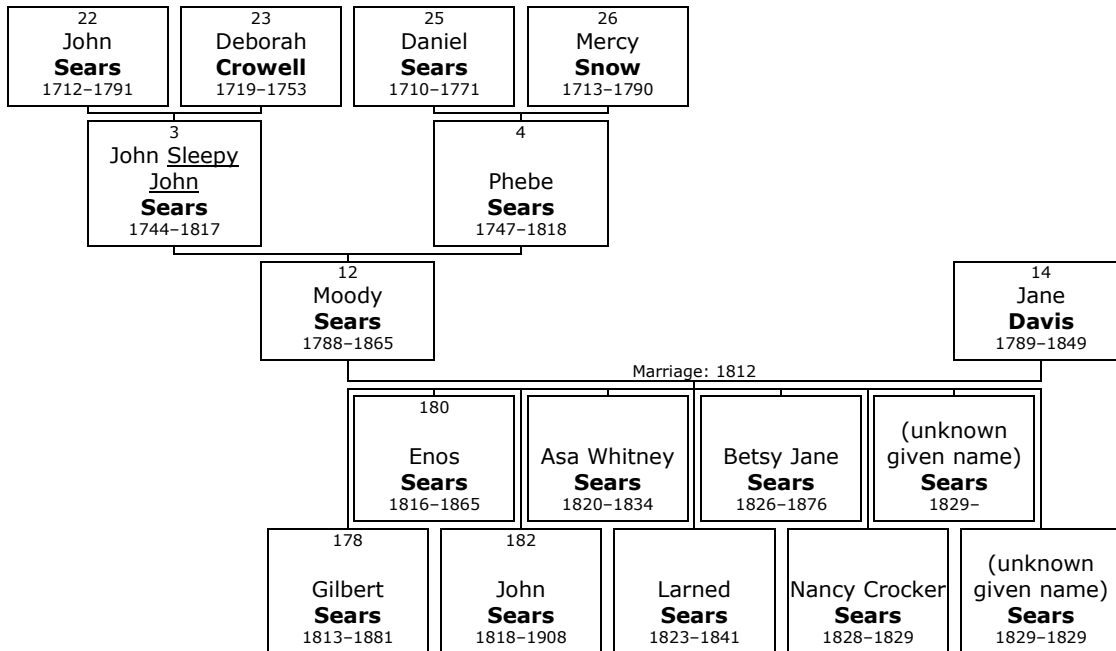 22
John
Sears
1712–1791
23
Deborah
Crowell
1719–1753
25
Daniel
Sears
1710–1771
26
Mercy
Snow
1713–1790
3
John Sleepy
John
Sears
1744–1817
4
Phebe
Sears
1747–1818
12
Moody
Sears
1788–1865
14
Jane
Davis
1789–1849
Marriage: 1812
180
Enos
Sears
1816–1865
Asa Whitney
Sears
1820–1834
Betsy Jane
Sears
1826–1876
(unknown
given name)
Sears
1829–
178
Gilbert
Sears
1813–1881
182
John
Sears
1818–1908
Larned
Sears
1823–1841
Nancy Crocker
Sears
1828–1829
(unknown
given name)
Sears
1829–1829